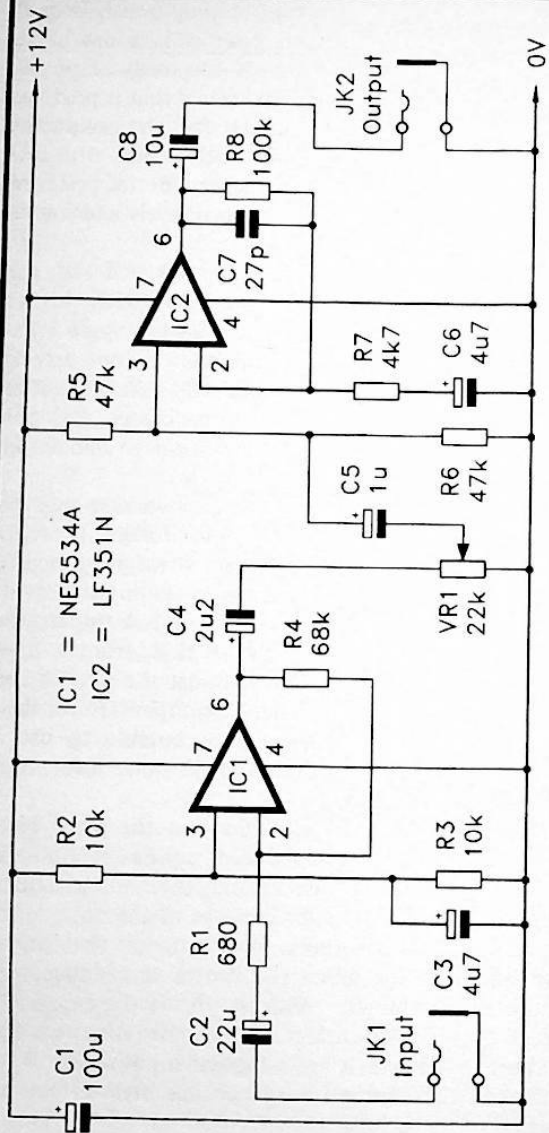 +12V
C1
100u
R2
10k
IC1 = NE5534A
IC2 = LF351N
R5
47k
C8
10u
R8
100k
C7
27p
JK2
Output
IC2
7
6
4
3
2
R7
4k7
C6
4u7
C4
2u2
R4
68k
C5
1u
R6
47k
VR1
22k
IC1
7
6
4
3
2
R1
680
C2
22u
R3
10k
C3
4u7
JK1
Input
0V
+
+
+
+
+
+
+